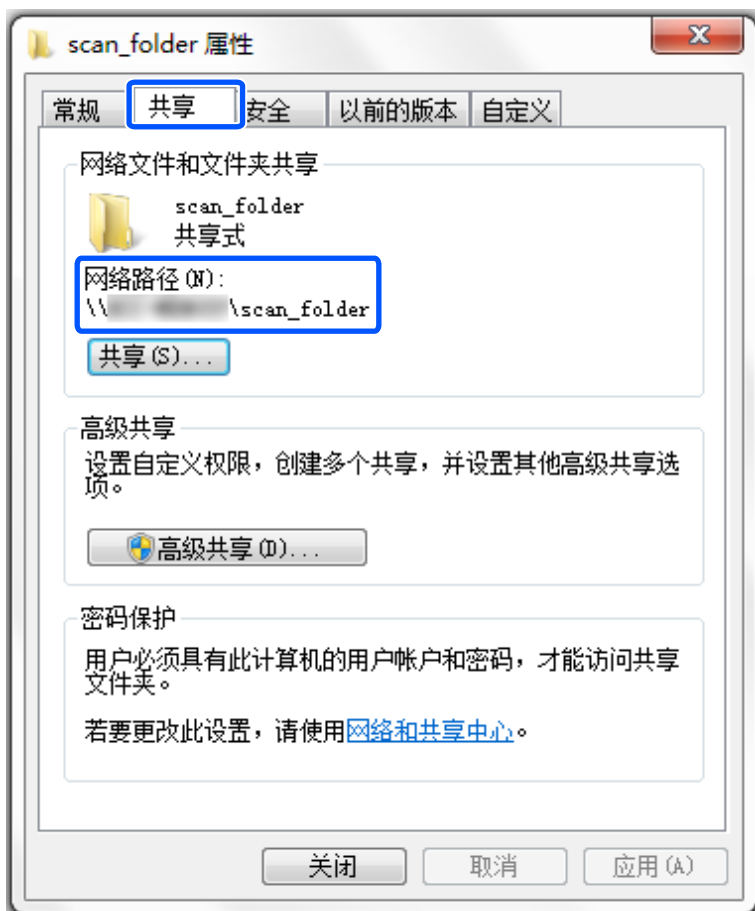 scan_folder 属性
常规 共享 安全 以前的版本 自定义
网络文件和文件夹共享
scan_folder
共享式
网络路径(N):
\\ \scan_folder
共享(S)...
高级共享
设置自定义权限，创建多个共享，并设置其他高级共享选
项。
高级共享(D)...
密码保护
用户必须具有此计算机的用户帐户和密码，才能访问共享
文件夹。
若要更改此设置，请使用网络和共享中心。
关闭 取消 应用(A)